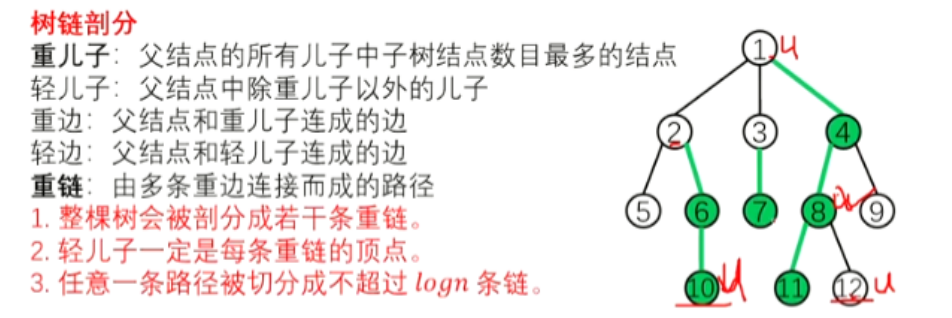 树链剖分
重儿子：父结点的所有儿子中子树结点数目最多的结点
轻儿子：父结点中除重儿子以外的儿子
重边：父结点和重儿子连成的边
轻边：父结点和轻儿子连成的边
重链：由多条重边连接而成的路径
1. 整棵树会被剖分成若干条重链。
2. 轻儿子一定是每条重链的顶点。
3. 任意一条路径被切分成不超过 logn 条链。
1 u
2 3 4
5 6 7 8 9
10 u 11 12 u